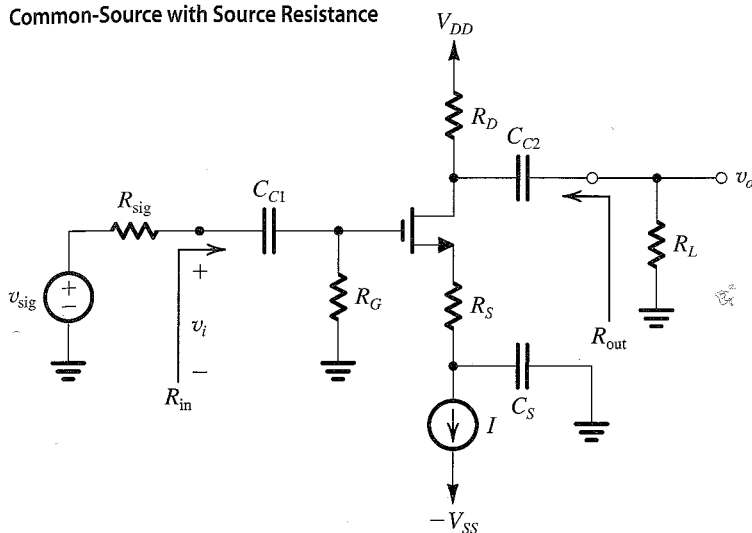 Common-Source with Source Resistance
V_DD
R_D
C_C2
v_o
R_sig
C_C1
v_sig
+
−
+
v_i
−
R_in
R_G
R_S
R_L
R_out
C_S
I
−V_SS